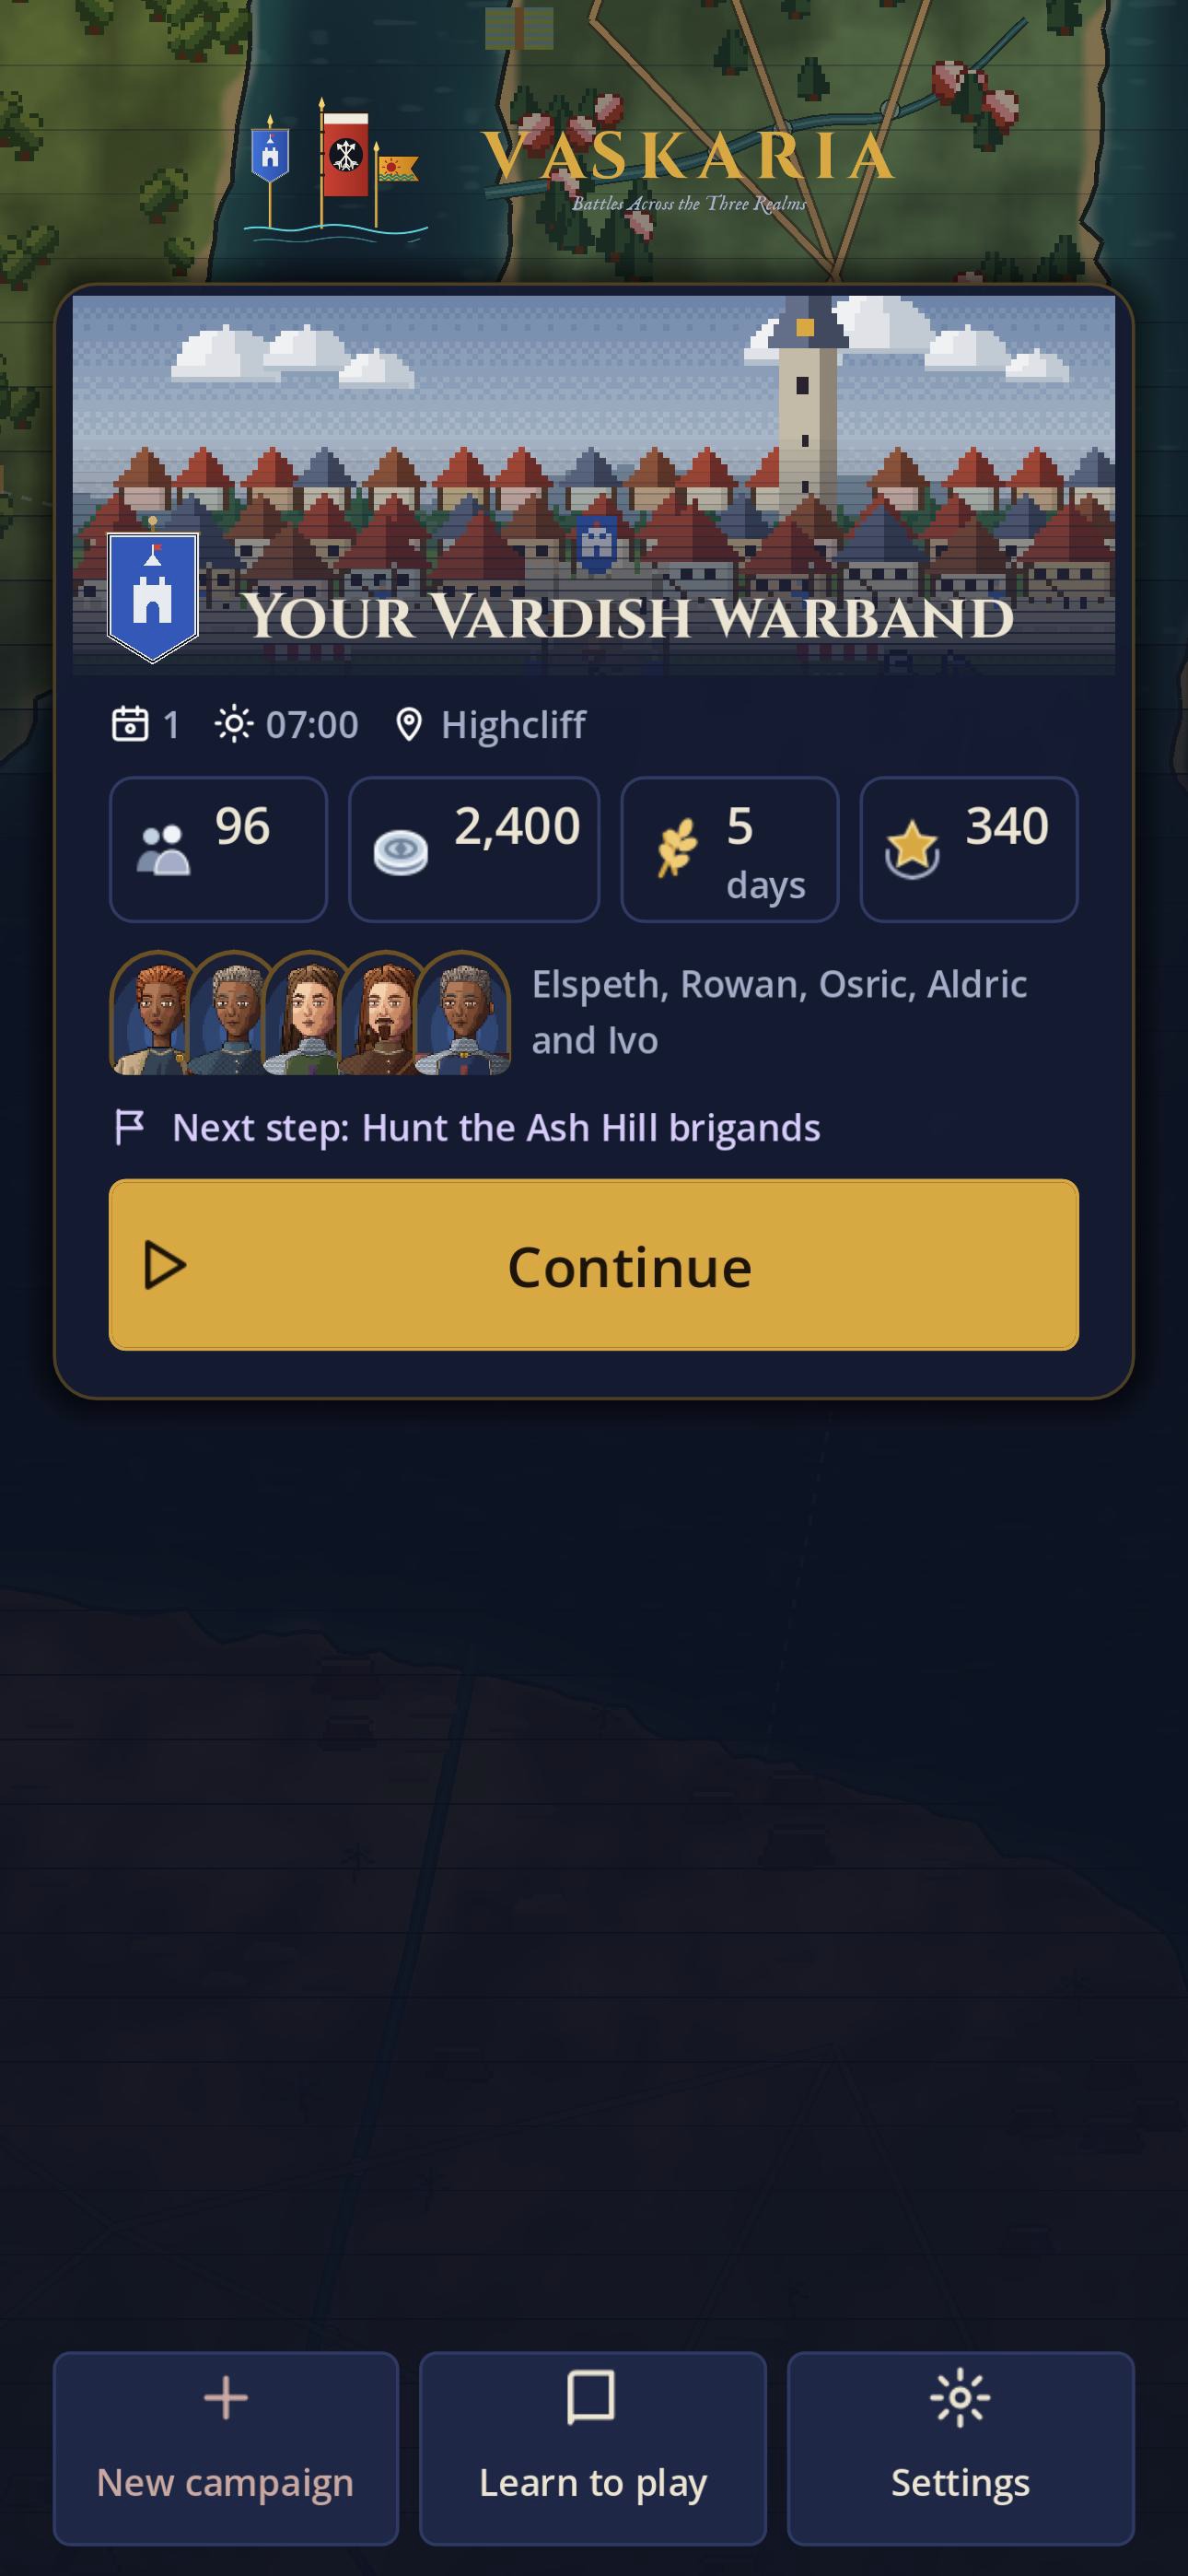 VASKARIA
Battles Across the Three Realms
YOUR VARDISH WARBAND
1 07:00 Highcliff
96 2,400 5 days 340
Elspeth, Rowan, Osric, Aldric
and Ivo
Next step: Hunt the Ash Hill brigands
Continue
New campaign Learn to play Settings